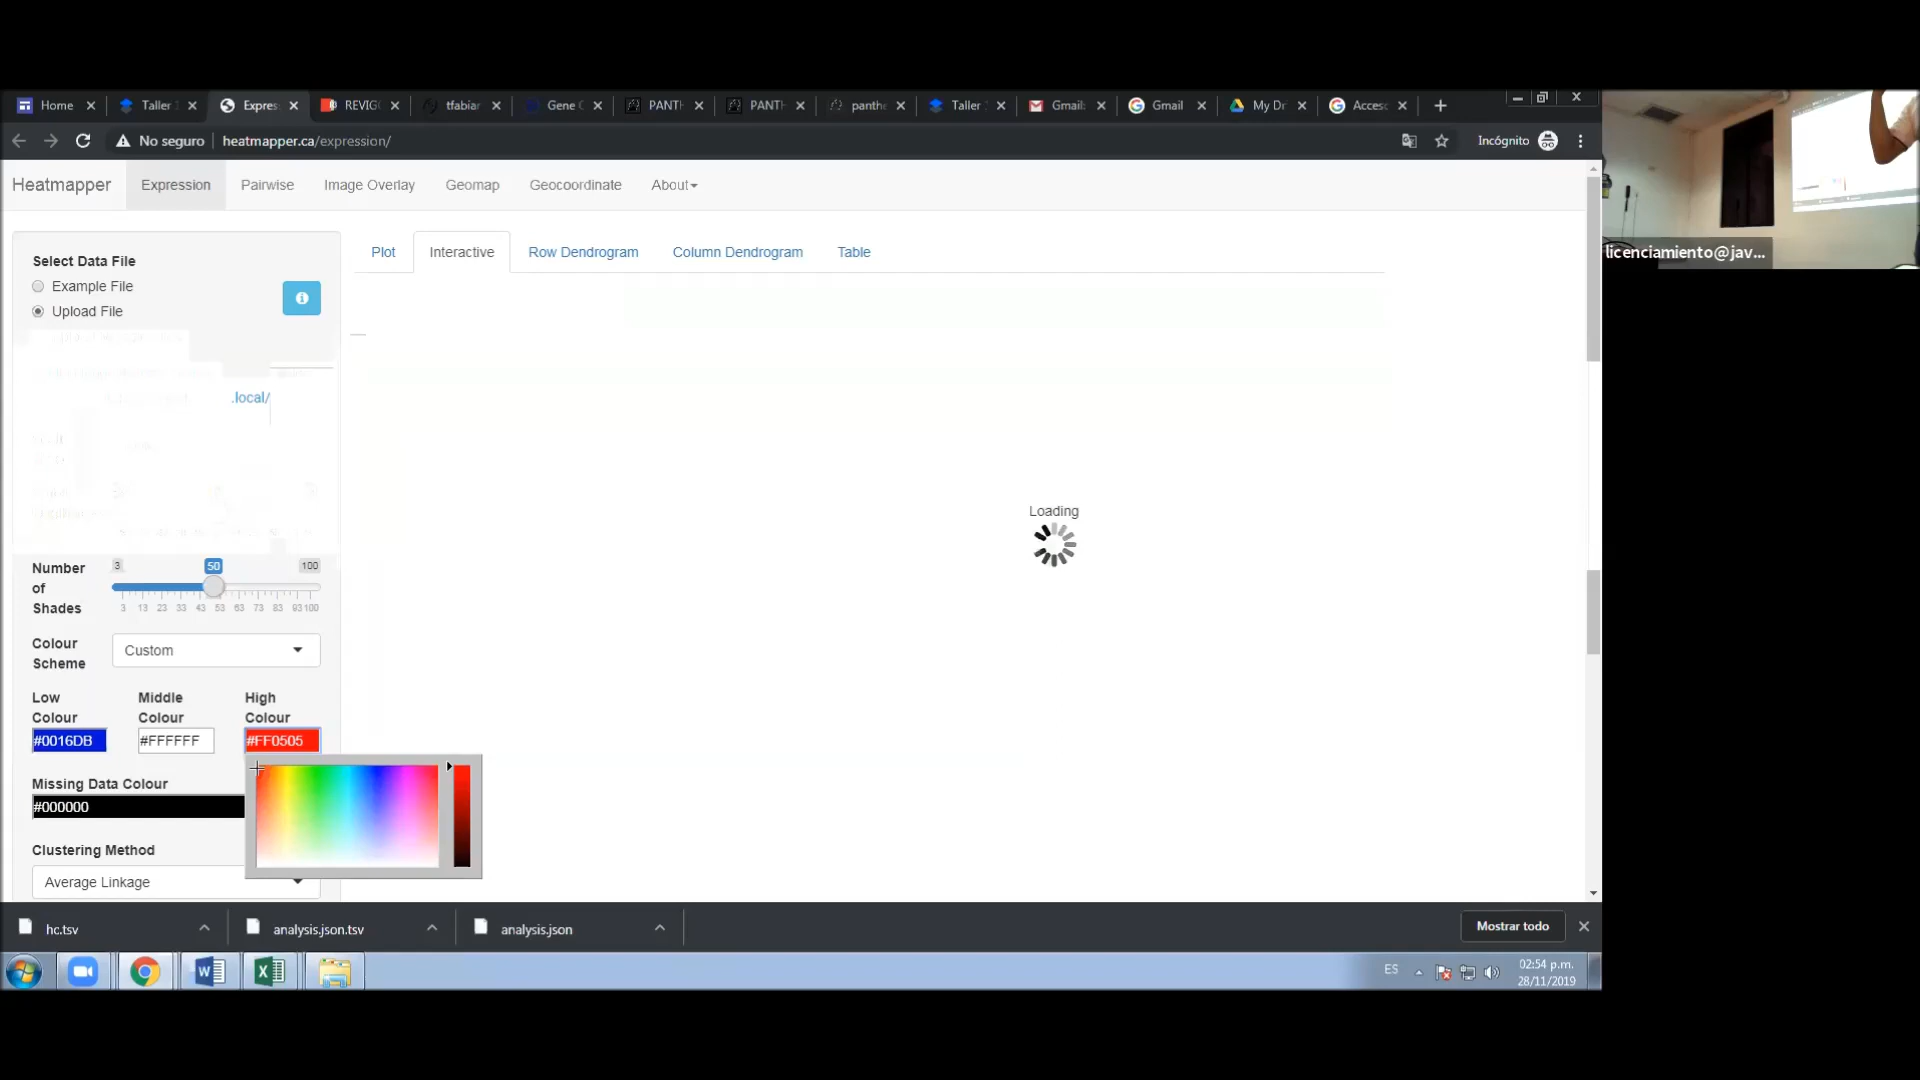 Home
Taller
Expres
REVIG
tfabiar
Gene
PANTH
PANTH
panthe
Taller
Gmail:
Gmail
My Dr
Acceso
No seguro
heatmapper.ca/expression/
Incógnito
Heatmapper
Expression
Pairwise
Image Overlay
Geomap
Geocoordinate
About
licenciamiento@jav...
Select Data File
Example File
Upload File
Plot
Interactive
Row Dendrogram
Column Dendrogram
Table
.local/
Loading
Number of Shades
3
50
100
3 13 23 33 43 53 63 73 83 93 100
Colour Scheme
Custom
Low Colour
Middle Colour
High Colour
#0016DB
#FFFFFF
#FF0505
Missing Data Colour
#000000
Clustering Method
Average Linkage
hc.tsv
analysis.json.tsv
analysis.json
Mostrar todo
ES
02:54 p.m.
28/11/2019